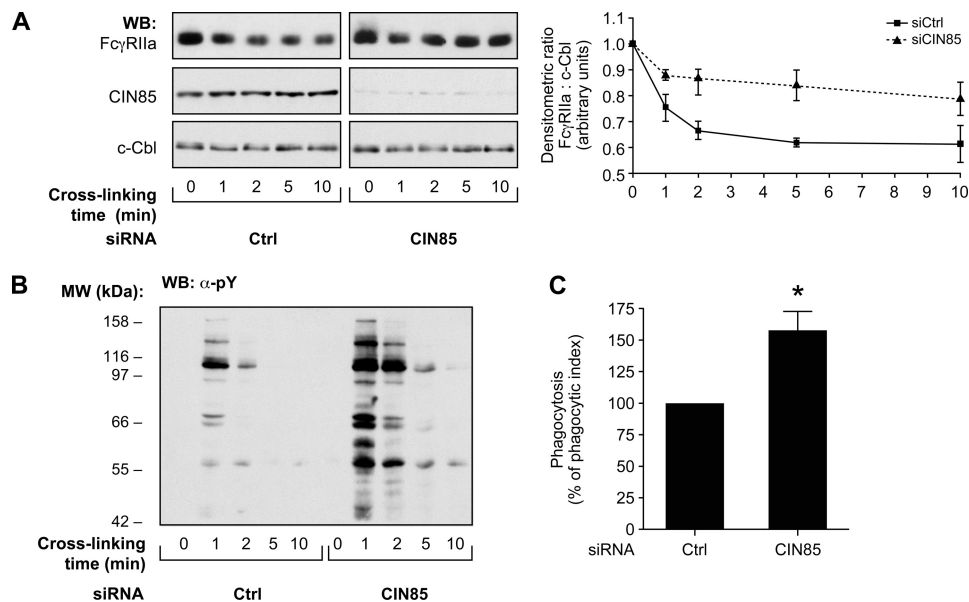 A
WB:
FcγRIIa
CIN85
c-Cbl
Cross-linking
time (min)
0 1 2 5 10 0 1 2 5 10
siRNA Ctrl CIN85
Densitometric ratio
FcγRIIa : c-Cbl
(arbitrary units)
1.0
0.9
0.8
0.7
0.6
0.5
0 1 2 3 4 5 6 7 8 9 10
siCtrl
siCIN85
B
WB: α-pY
MW (kDa):
158
116
97
66
55
42
Cross-linking
time (min)
0 1 2 5 10 0 1 2 5 10
siRNA Ctrl CIN85
C
Phagocytosis
(% of phagocytic index)
175
150
125
100
75
50
25
0
*
siRNA Ctrl CIN85